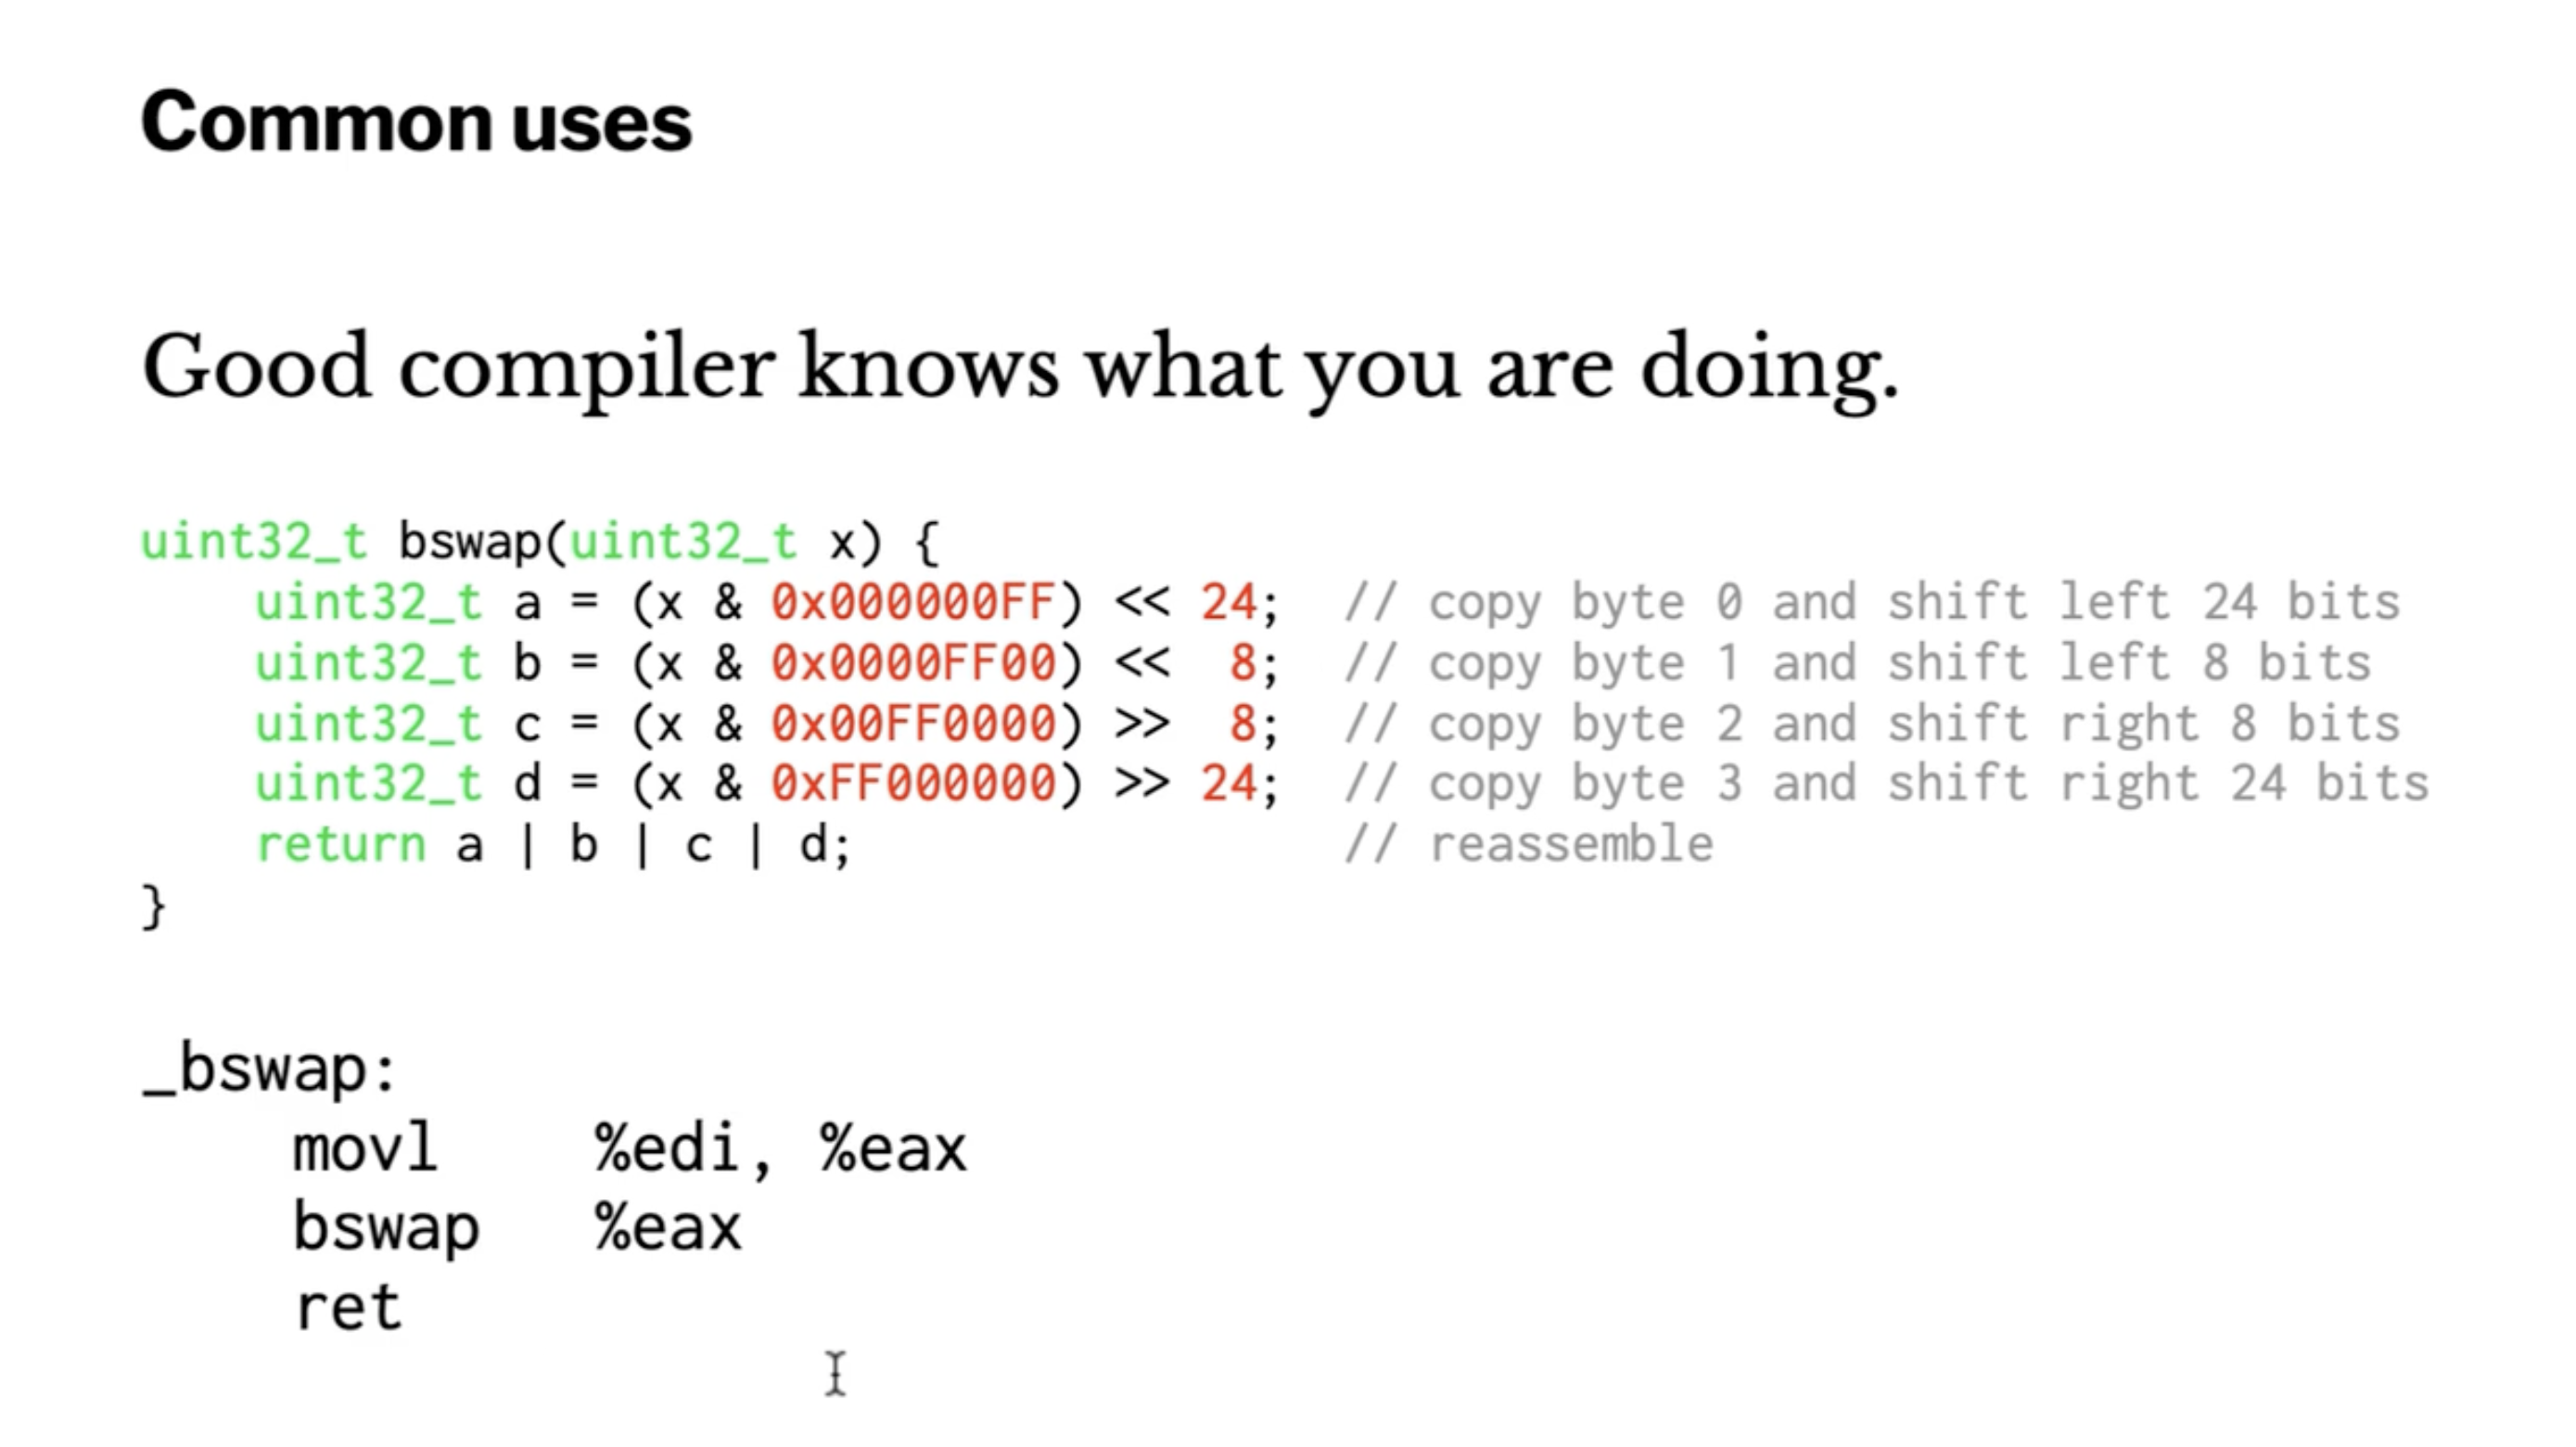 Common uses
Good compiler knows what you are doing.
uint32_t bswap(uint32_t x) {
    uint32_t a = (x & 0x000000FF) << 24;  // copy byte 0 and shift left 24 bits
    uint32_t b = (x & 0x0000FF00) <<  8;  // copy byte 1 and shift left 8 bits
    uint32_t c = (x & 0x00FF0000) >>  8;  // copy byte 2 and shift right 8 bits
    uint32_t d = (x & 0xFF000000) >> 24;  // copy byte 3 and shift right 24 bits
    return a | b | c | d;                 // reassemble
}
_bswap:
    movl    %edi, %eax
    bswap   %eax
    ret